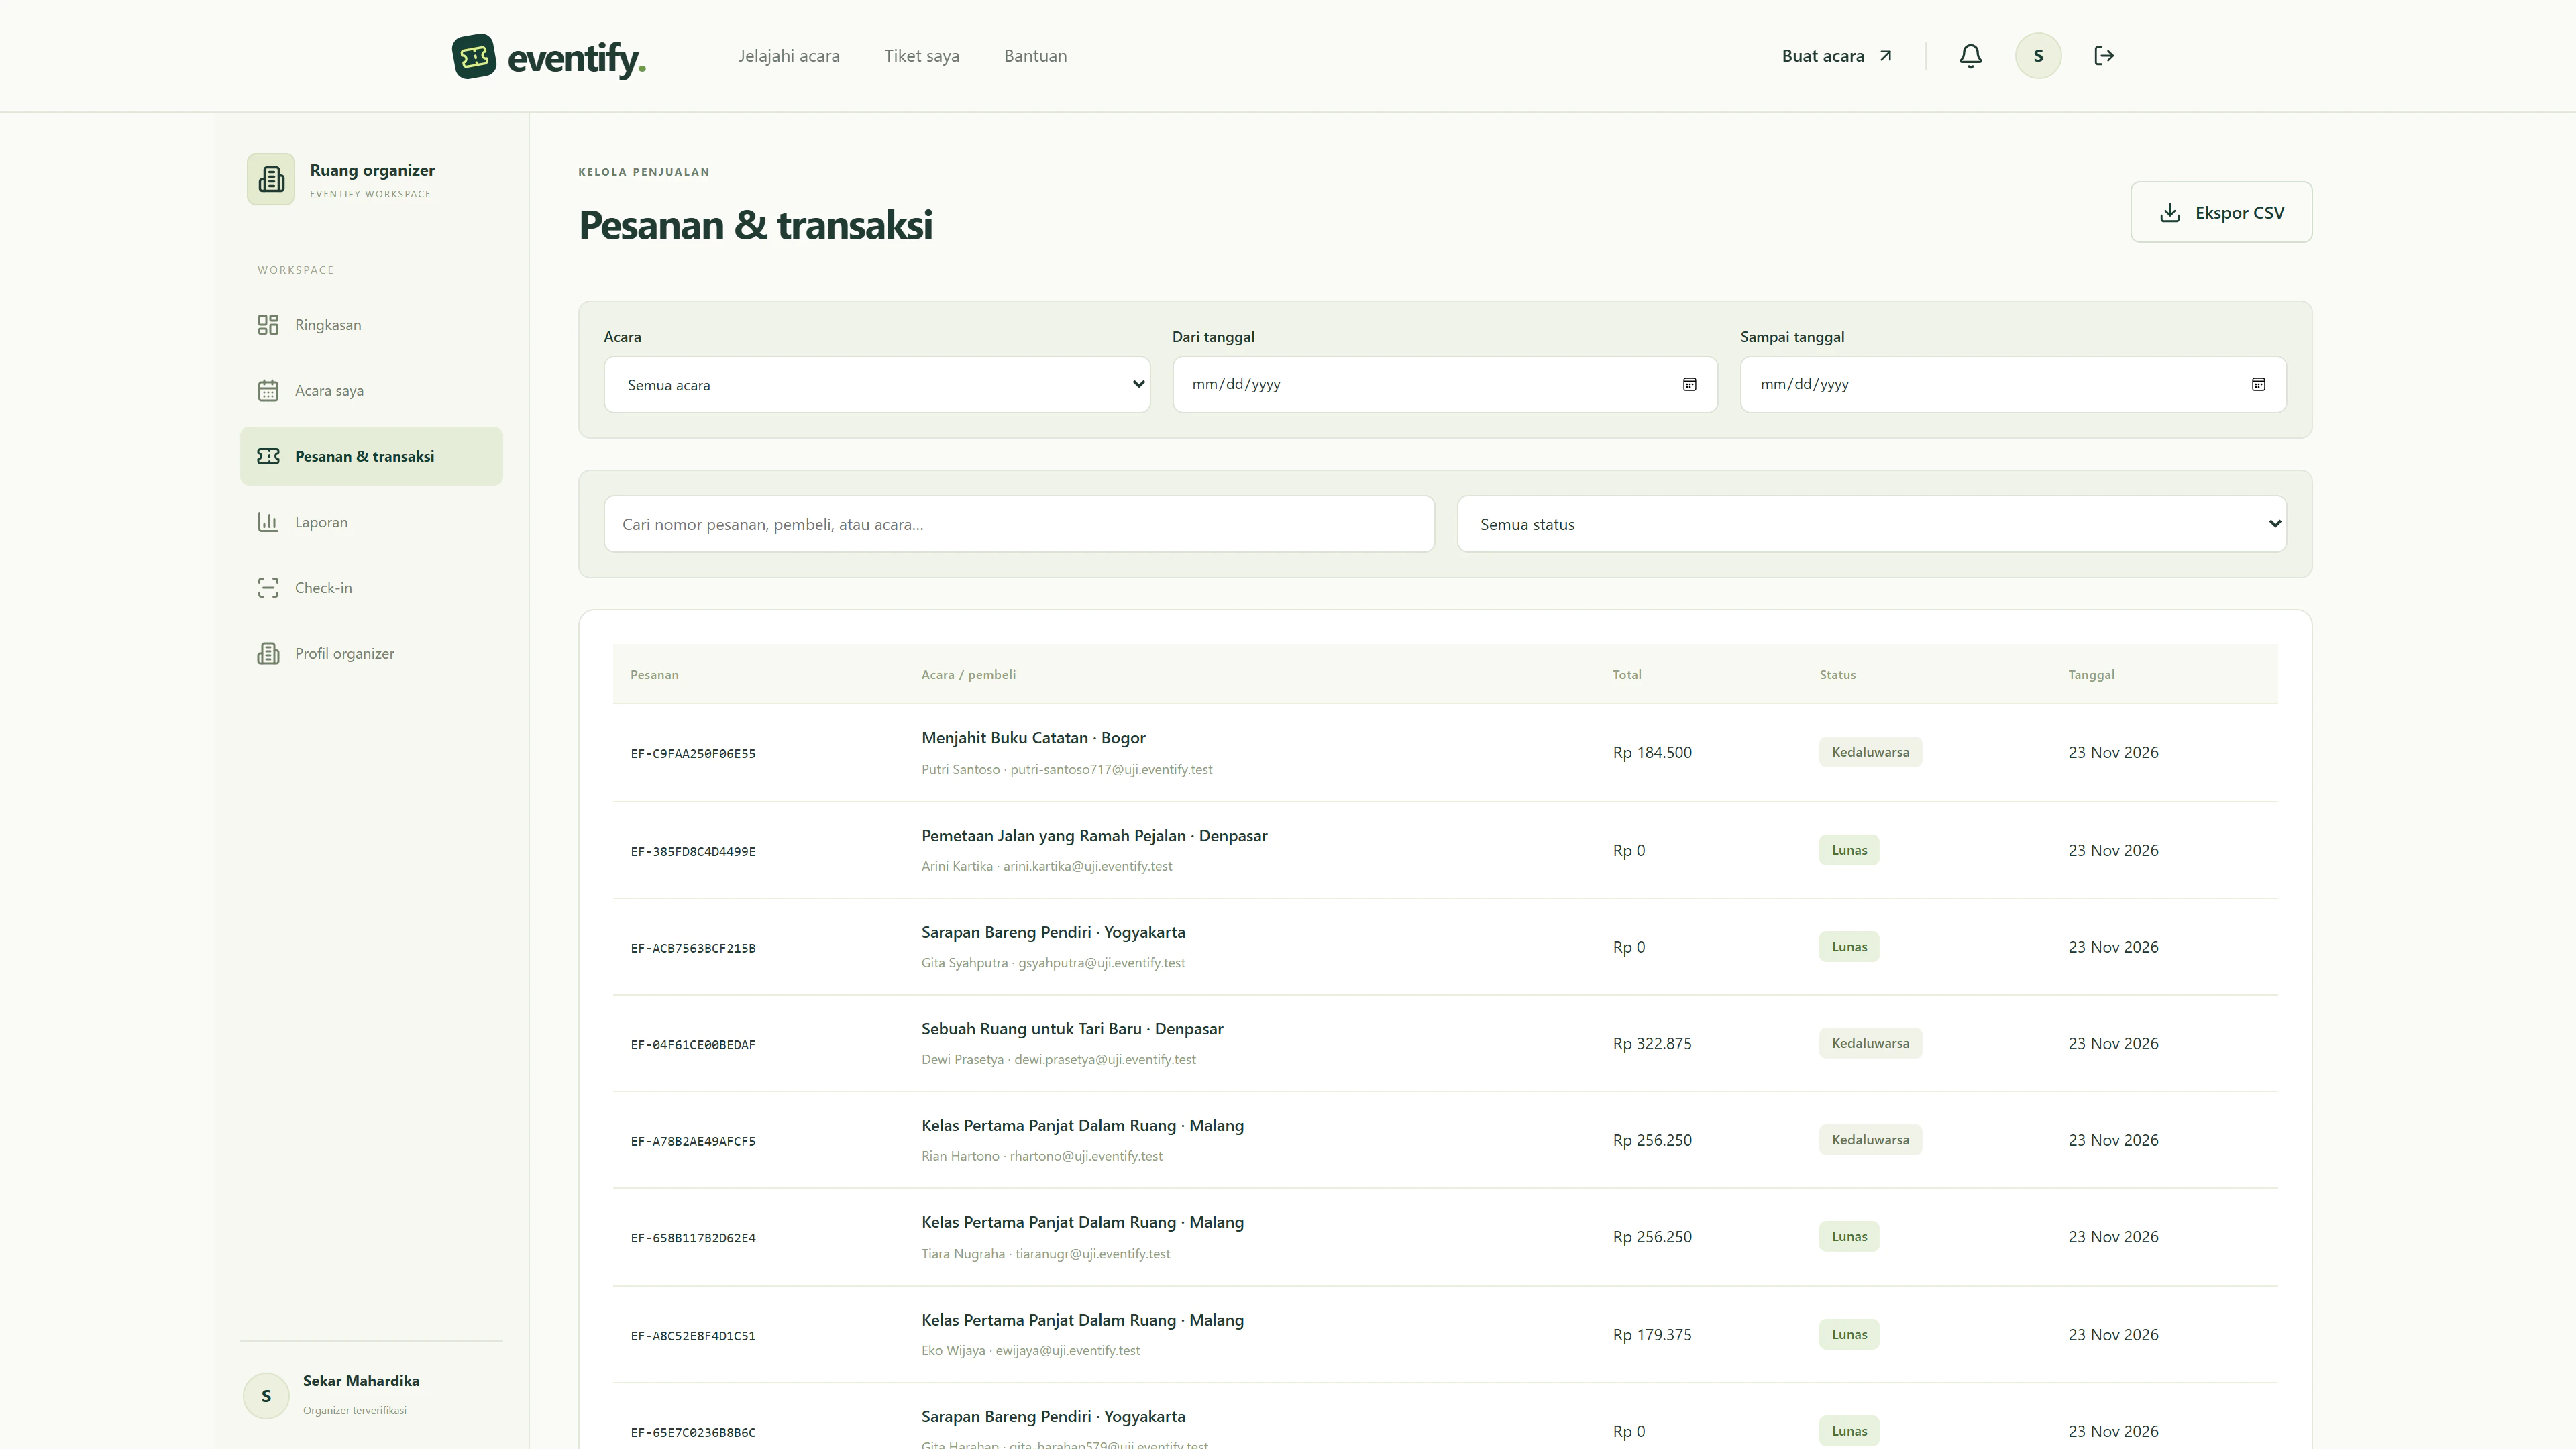 eventify.
Jelajahi acara
Tiket saya
Bantuan
Buat acara
S
Ruang organizer
EVENTIFY WORKSPACE
WORKSPACE
Ringkasan
Acara saya
Pesanan & transaksi
Laporan
Check-in
Profil organizer
S
Sekar Mahardika
Organizer terverifikasi
KELOLA PENJUALAN
Pesanan & transaksi
Ekspor CSV
Acara
Dari tanggal
Sampai tanggal
Semua acara
mm/dd/yyyy
mm/dd/yyyy
Cari nomor pesanan, pembeli, atau acara...
Semua status
Pesanan Acara / pembeli Total Status Tanggal
EF-C9FAA250F06E55
Menjahit Buku Catatan · Bogor
Putri Santoso · putri-santoso717@uji.eventify.test
Rp 184.500
Kedaluwarsa
23 Nov 2026
EF-385FD8C4D4499E
Pemetaan Jalan yang Ramah Pejalan · Denpasar
Arini Kartika · arini.kartika@uji.eventify.test
Rp 0
Lunas
23 Nov 2026
EF-ACB7563BCF215B
Sarapan Bareng Pendiri · Yogyakarta
Gita Syahputra · gsyahputra@uji.eventify.test
Rp 0
Lunas
23 Nov 2026
EF-04F61CE00BEDAF
Sebuah Ruang untuk Tari Baru · Denpasar
Dewi Prasetya · dewi.prasetya@uji.eventify.test
Rp 322.875
Kedaluwarsa
23 Nov 2026
EF-A78B2AE49AFCF5
Kelas Pertama Panjat Dalam Ruang · Malang
Rian Hartono · rhartono@uji.eventify.test
Rp 256.250
Kedaluwarsa
23 Nov 2026
EF-658B117B2D62E4
Kelas Pertama Panjat Dalam Ruang · Malang
Tiara Nugraha · tiaranugr@uji.eventify.test
Rp 256.250
Lunas
23 Nov 2026
EF-A8C52E8F4D1C51
Kelas Pertama Panjat Dalam Ruang · Malang
Eko Wijaya · ewijaya@uji.eventify.test
Rp 179.375
Lunas
23 Nov 2026
EF-65E7C0236B8B6C
Sarapan Bareng Pendiri · Yogyakarta
Gita Harahap · gita-harahap579@uji.eventify.test
Rp 0
Lunas
23 Nov 2026